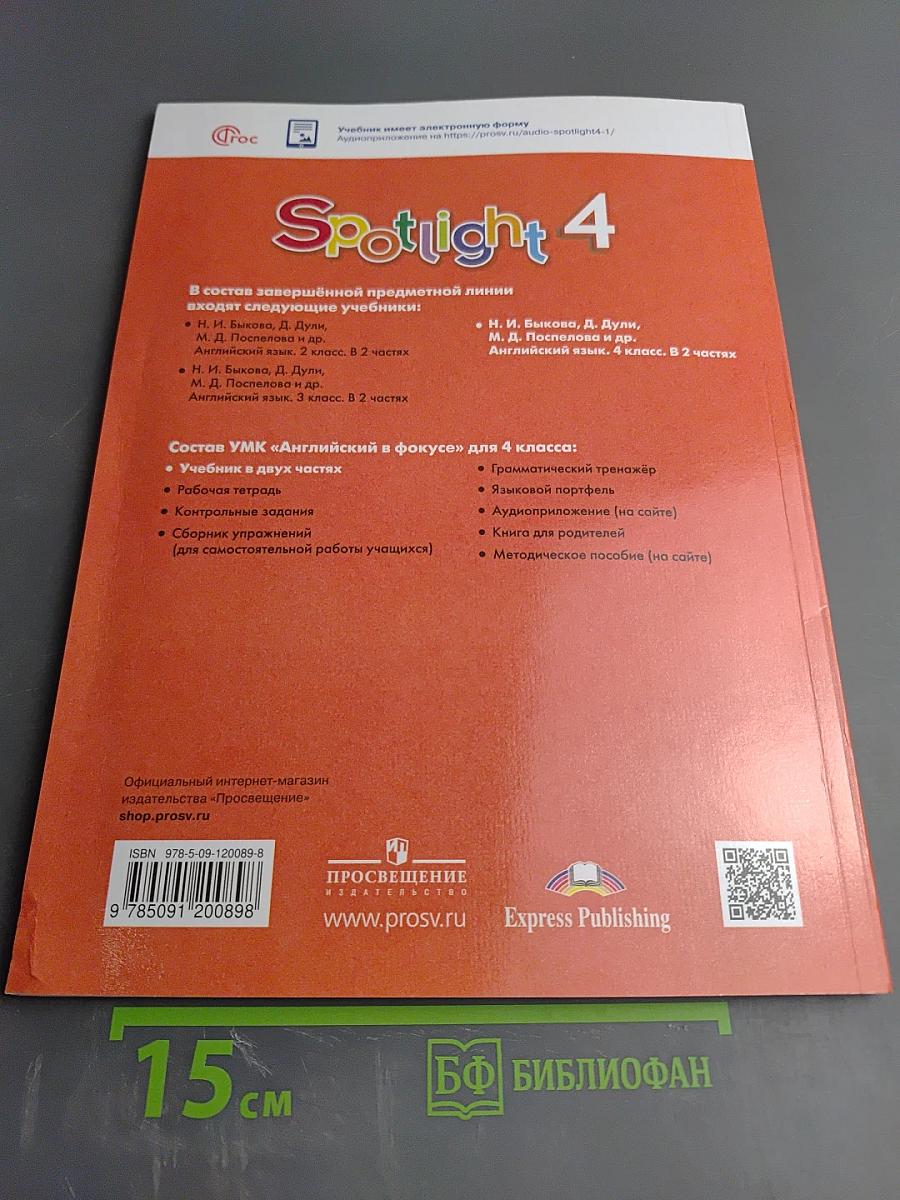 ФГОС
Учебник имеет электронную форму
Аудиоприложение на https://prosv.ru/audio-spotlight4-1/
Spotlight 4
В состав завершённой предметной линии
входят следующие учебники:
• Н. И. Быкова, Д. Дули,
М. Д. Поспелова и др.
Английский язык. 2 класс. В 2 частях
• Н. И. Быкова, Д. Дули,
М. Д. Поспелова и др.
Английский язык. 3 класс. В 2 частях
• Н. И. Быкова, Д. Дули,
М. Д. Поспелова и др.
Английский язык. 4 класс. В 2 частях
Состав УМК «Английский в фокусе» для 4 класса:
• Учебник в двух частях
• Рабочая тетрадь
• Контрольные задания
• Сборник упражнений
(для самостоятельной работы учащихся)
• Грамматический тренажёр
• Языковой портфель
• Аудиоприложение (на сайте)
• Книга для родителей
• Методическое пособие (на сайте)
Официальный интернет-магазин
издательства «Просвещение»
shop.prosv.ru
ISBN 978-5-09-120089-8
9 785091 200898
ПРОСВЕЩЕНИЕ
ИЗДАТЕЛЬСТВО
www.prosv.ru
Express Publishing
15 см
БФ БИБЛИОФАН